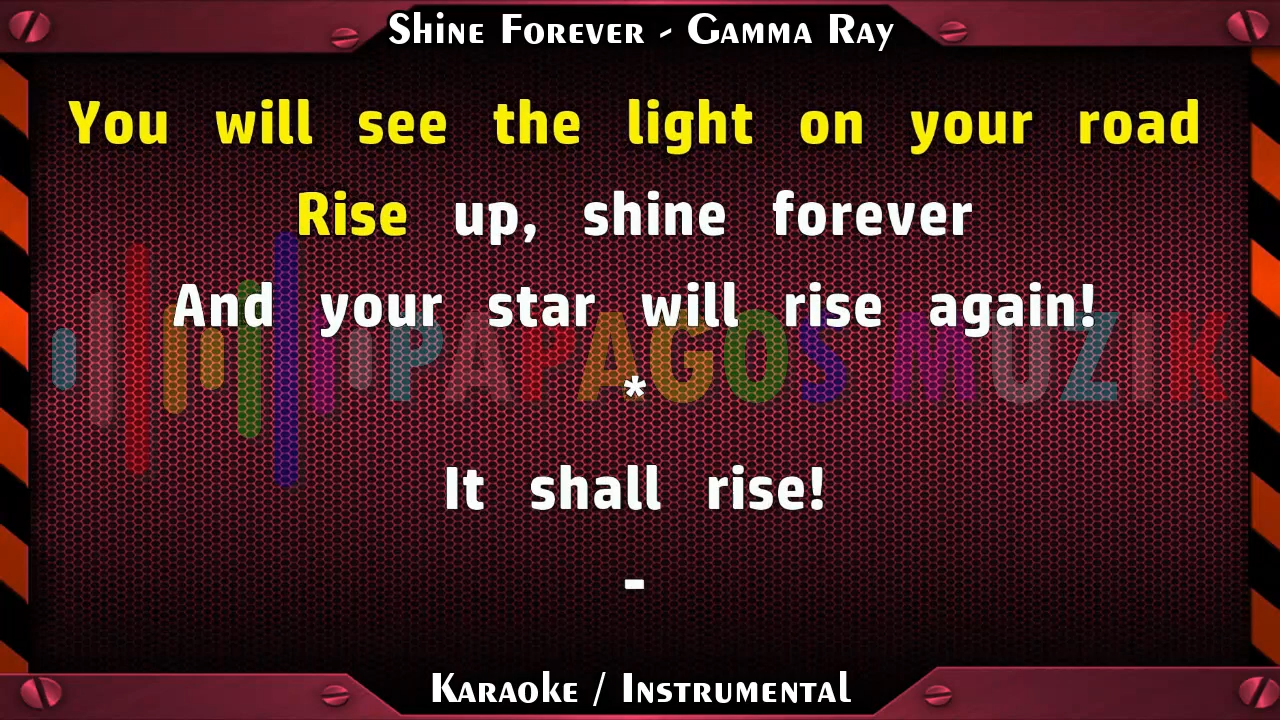 Shine Forever - Gamma Ray
You will see the light on your road
Rise up, shine forever
And your star will rise again!
PAPAGOS MUZIK
*
It shall rise!
-
Karaoke / Instrumental